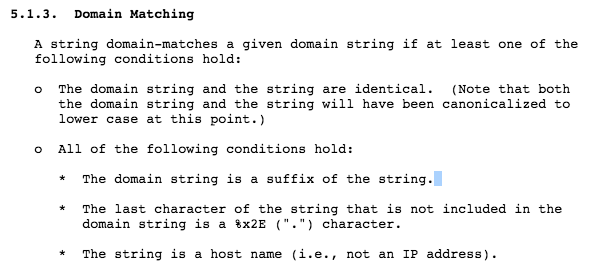 5.1.3. Domain Matching
A string domain-matches a given domain string if at least one of the
following conditions hold:
o The domain string and the string are identical. (Note that both
the domain string and the string will have been canonicalized to
lower case at this point.)
o All of the following conditions hold:
* The domain string is a suffix of the string.
* The last character of the string that is not included in the
domain string is a %x2E (".") character.
* The string is a host name (i.e., not an IP address).